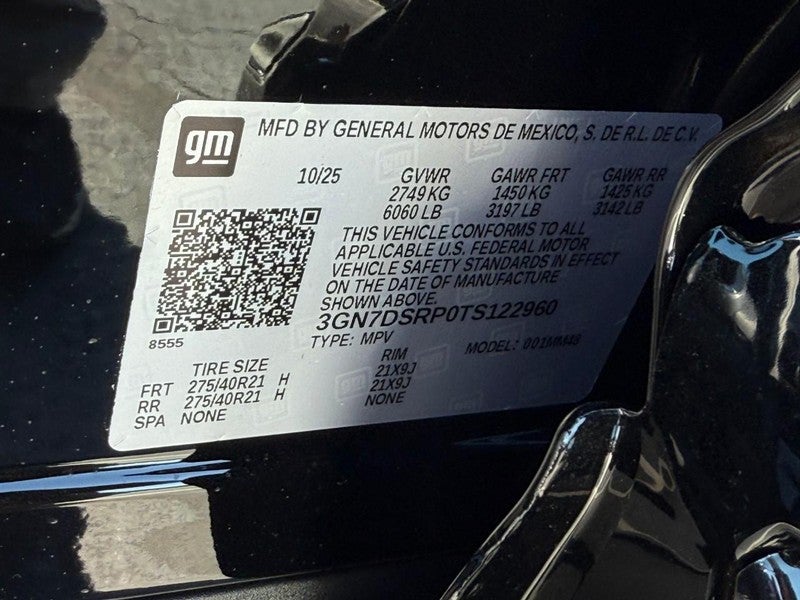 gm MFD BY GENERAL MOTORS DE MEXICO, S. DE R.L. DE C.V.
10/25 GVWR GAWR FRT GAWR RR
2749 KG 1450 KG 1425 KG
6060 LB 3197 LB 3142 LB
THIS VEHICLE CONFORMS TO ALL
APPLICABLE U.S. FEDERAL MOTOR
VEHICLE SAFETY STANDARDS IN EFFECT
ON THE DATE OF MANUFACTURE
SHOWN ABOVE.
3GN7DSRP0TS122960
8555
TYPE: MPV MODEL: 001MM48
TIRE SIZE RIM
FRT 275/40R21 H 21X9J
RR 275/40R21 H 21X9J
SPA NONE NONE